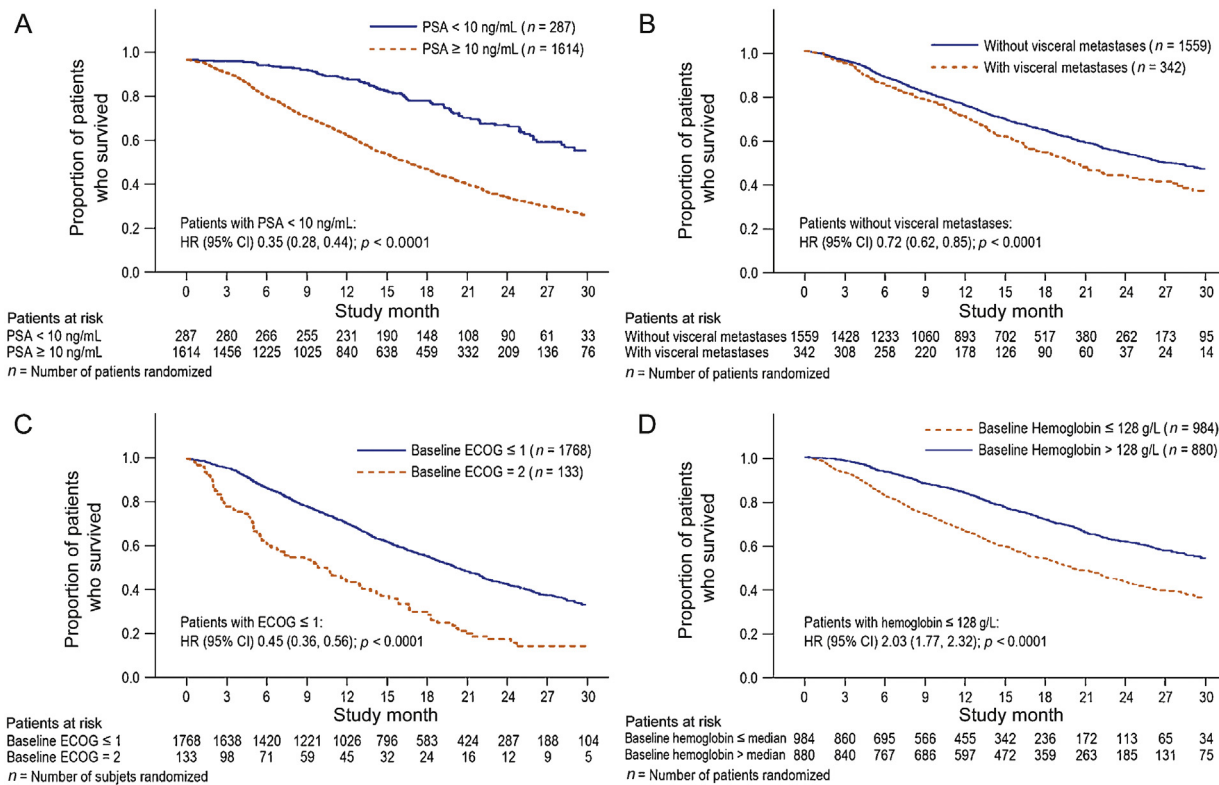 A
PSA < 10 ng/mL (n = 287)
PSA ≥ 10 ng/mL (n = 1614)
Proportion of patients
who survived
1.0
0.8
0.6
0.4
0.2
0.0
Patients with PSA < 10 ng/mL:
HR (95% CI) 0.35 (0.28, 0.44); p < 0.0001
0 3 6 9 12 15 18 21 24 27 30
Study month
Patients at risk
PSA < 10 ng/mL 287 280 266 255 231 190 148 108 90 61 33
PSA ≥ 10 ng/mL 1614 1456 1225 1025 840 638 459 332 209 136 76
n = Number of patients randomized
B
Without visceral metastases (n = 1559)
With visceral metastases (n = 342)
Proportion of patients
who survived
1.0
0.8
0.6
0.4
0.2
0.0
Patients without visceral metastases:
HR (95% CI) 0.72 (0.62, 0.85); p < 0.0001
0 3 6 9 12 15 18 21 24 27 30
Study month
Patients at risk
Without visceral metastases 1559 1428 1233 1060 893 702 517 380 262 173 95
With visceral metastases 342 308 258 220 178 126 90 60 37 24 14
n = Number of patients randomized
C
Baseline ECOG ≤ 1 (n = 1768)
Baseline ECOG = 2 (n = 133)
Proportion of patients
who survived
1.0
0.8
0.6
0.4
0.2
0.0
Patients with ECOG ≤ 1:
HR (95% CI) 0.45 (0.36, 0.56); p < 0.0001
0 3 6 9 12 15 18 21 24 27 30
Study month
Patients at risk
Baseline ECOG ≤ 1 1768 1638 1420 1221 1026 796 583 424 287 188 104
Baseline ECOG = 2 133 98 71 59 45 32 24 16 12 9 5
n = Number of subjets randomized
D
Baseline Hemoglobin ≤ 128 g/L (n = 984)
Baseline Hemoglobin > 128 g/L (n = 880)
Proportion of patients
who survived
1.0
0.8
0.6
0.4
0.2
0.0
Patients with hemoglobin ≤ 128 g/L:
HR (95% CI) 2.03 (1.77, 2.32); p < 0.0001
0 3 6 9 12 15 18 21 24 27 30
Study month
Patients at risk
Baseline hemoglobin ≤ median 984 860 695 566 455 342 236 172 113 65 34
Baseline hemoglobin > median 880 840 767 686 597 472 359 263 185 131 75
n = Number of patients randomized